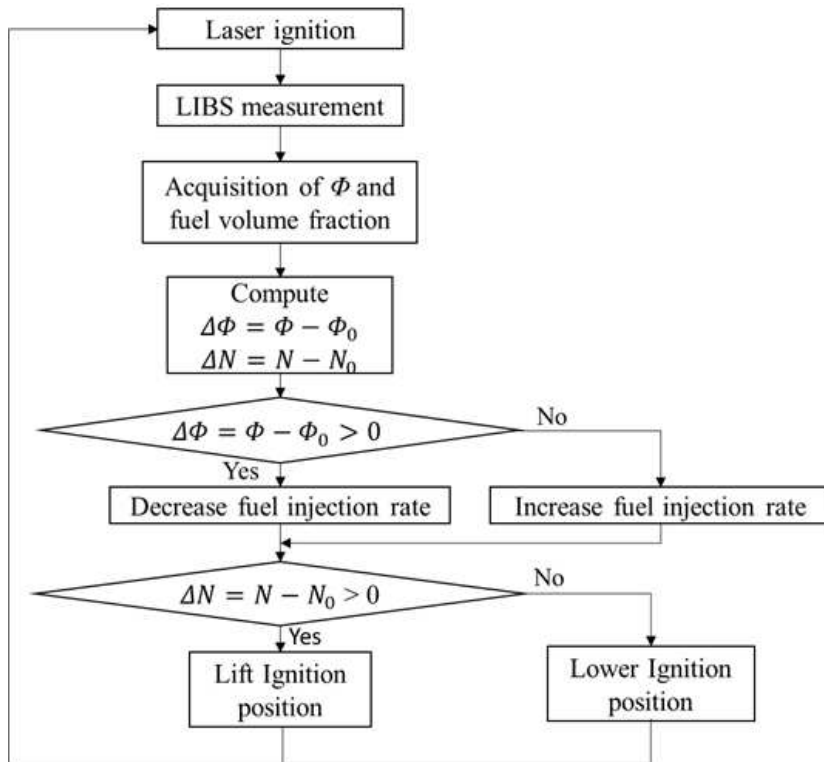 Laser ignition
LIBS measurement
Acquisition of Φ and
fuel volume fraction
Compute
ΔΦ = Φ − Φ₀
ΔN = N − N₀
ΔΦ = Φ − Φ₀ > 0
No
Yes
Decrease fuel injection rate
Increase fuel injection rate
ΔN = N − N₀ > 0
No
Yes
Lift Ignition
position
Lower Ignition
position